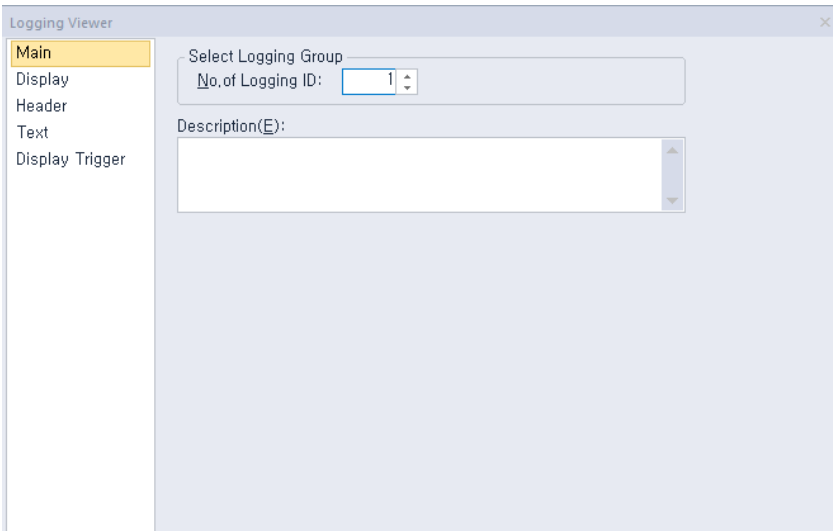 Logging Viewer
Main
Display
Header
Text
Display Trigger
Select Logging Group
No.of Logging ID: 1
Description(E):